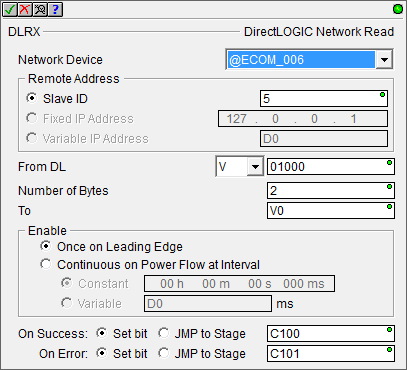 DLRX DirectLOGIC Network Read
Network Device @ECOM_006
Remote Address
Slave ID 5
Fixed IP Address 127 . 0 . 0 . 1
Variable IP Address D0
From DL V 01000
Number of Bytes 2
To V0
Enable
Once on Leading Edge
Continuous on Power Flow at Interval
Constant 00 h 00 m 00 s 000 ms
Variable D0 ms
On Success: Set bit JMP to Stage C100
On Error: Set bit JMP to Stage C101